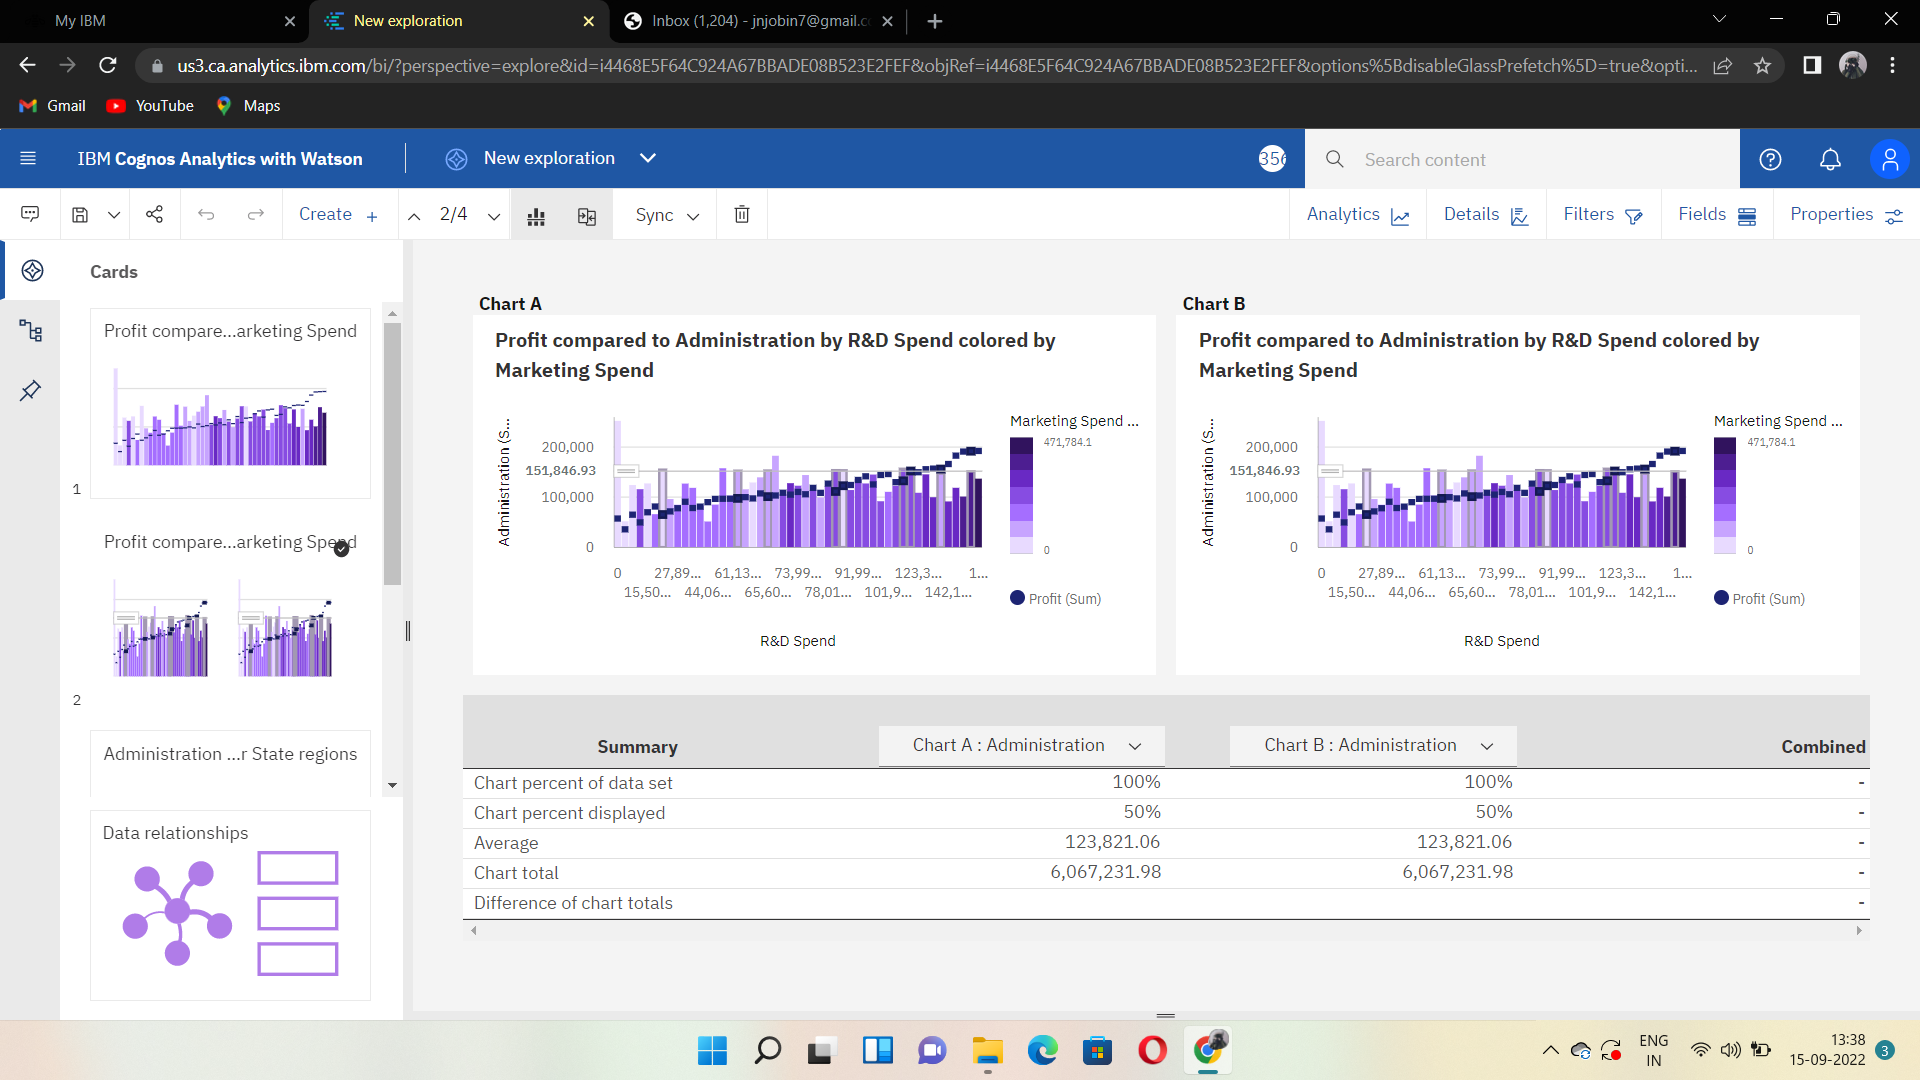 My IBM
New exploration
Inbox (1,204) - jnjobin7@gmail.c
us3.ca.analytics.ibm.com/bi/?perspective=explore&id=i4468E5F64C924A67BBADE08B523E2FEF&objRef=i4468E5F64C924A67BBADE08B523E2FEF&options%5BdisableGlassPrefetch%5D=true&opti...
Gmail
YouTube
Maps
IBM Cognos Analytics with Watson
New exploration
356
Search content
Create
2/4
Sync
Analytics
Details
Filters
Fields
Properties
Cards
Profit compare...arketing Spend
1
Profit compare...arketing Spend
2
Administration ...r State regions
Data relationships
Chart A
Profit compared to Administration by R&D Spend colored by
Marketing Spend
Administration (S...
200,000
151,846.93
100,000
0
0 27,89... 61,13... 73,99... 91,99... 123,3... 1...
15,50... 44,06... 65,60... 78,01... 101,9... 142,1...
R&D Spend
Marketing Spend ...
471,784.1
0
Profit (Sum)
Chart B
Profit compared to Administration by R&D Spend colored by
Marketing Spend
Administration (S...
200,000
151,846.93
100,000
0
0 27,89... 61,13... 73,99... 91,99... 123,3... 1...
15,50... 44,06... 65,60... 78,01... 101,9... 142,1...
R&D Spend
Marketing Spend ...
471,784.1
0
Profit (Sum)
Summary Chart A : Administration Chart B : Administration Combined
Chart percent of data set 100% 100% -
Chart percent displayed 50% 50% -
Average 123,821.06 123,821.06 -
Chart total 6,067,231.98 6,067,231.98 -
Difference of chart totals -
ENG
IN
13:38
15-09-2022
3